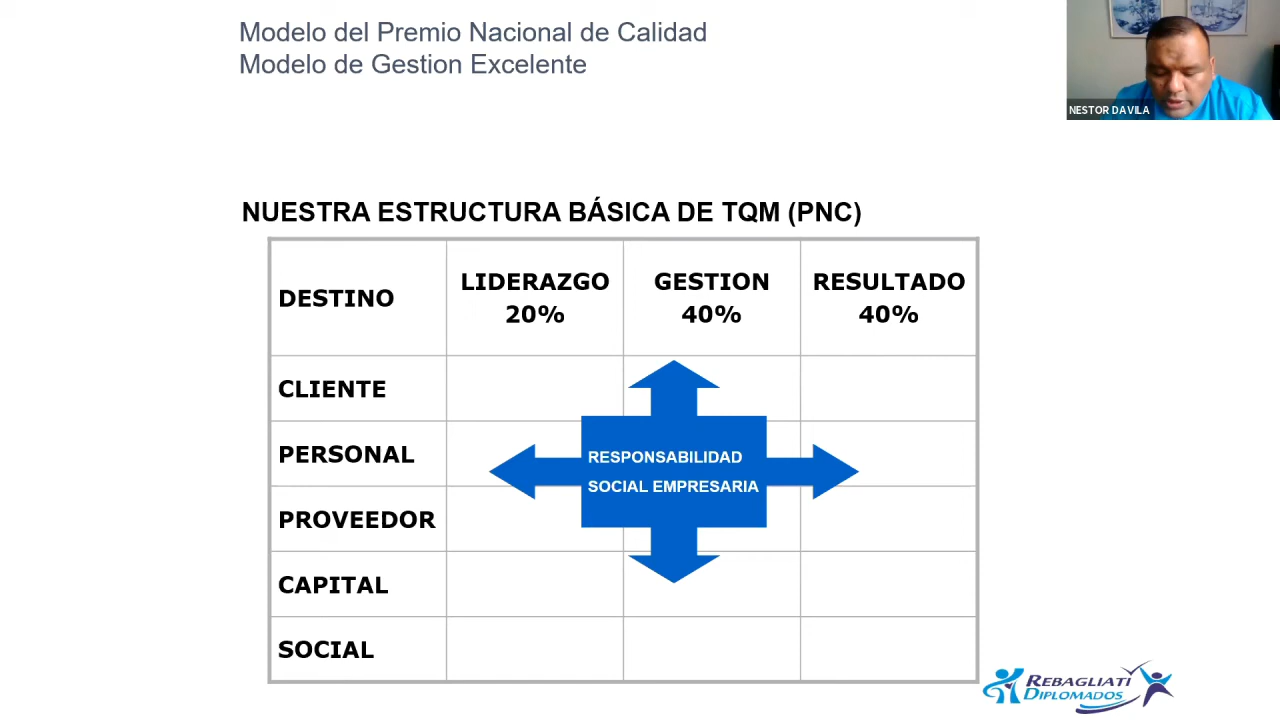 Modelo del Premio Nacional de Calidad
Modelo de Gestion Excelente
NESTOR DAVILA
NUESTRA ESTRUCTURA BÁSICA DE TQM (PNC)
DESTINO
LIDERAZGO
20%
GESTION
40%
RESULTADO
40%
CLIENTE
PERSONAL
PROVEEDOR
CAPITAL
SOCIAL
RESPONSABILIDAD
SOCIAL EMPRESARIA
REBAGLIATI
DIPLOMADOS